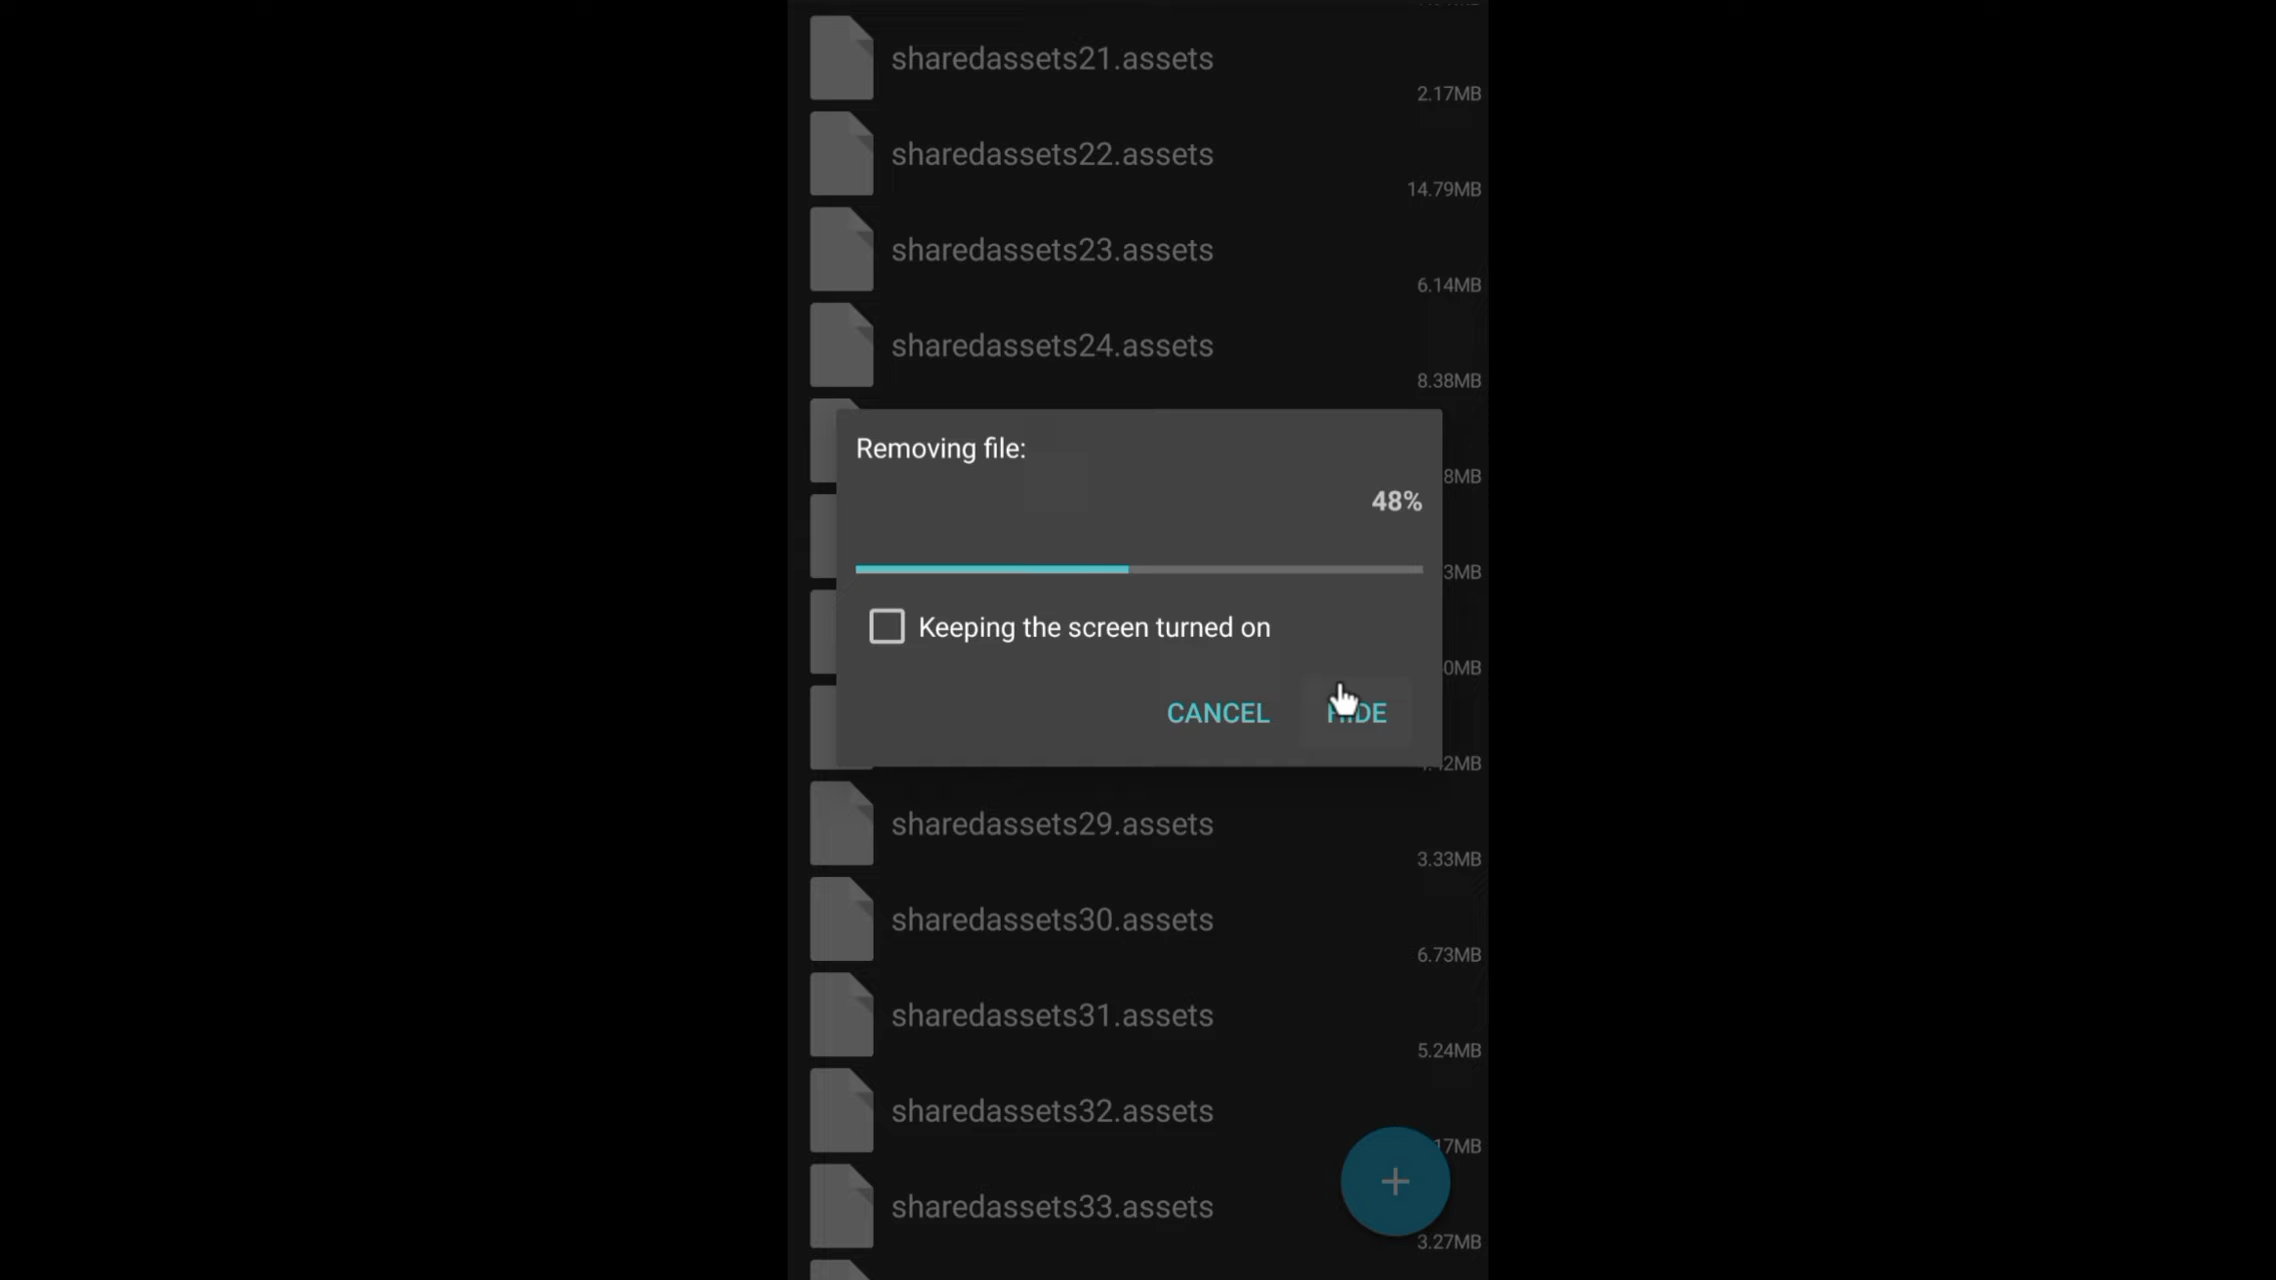 sharedassets21.assets
2.17MB
sharedassets22.assets
14.79MB
sharedassets23.assets
6.14MB
sharedassets24.assets
8.38MB
8MB
Removing file:
48%
3MB
Keeping the screen turned on
0MB
CANCEL
HIDE
42MB
sharedassets29.assets
3.33MB
sharedassets30.assets
6.73MB
sharedassets31.assets
5.24MB
sharedassets32.assets
17MB
sharedassets33.assets
3.27MB